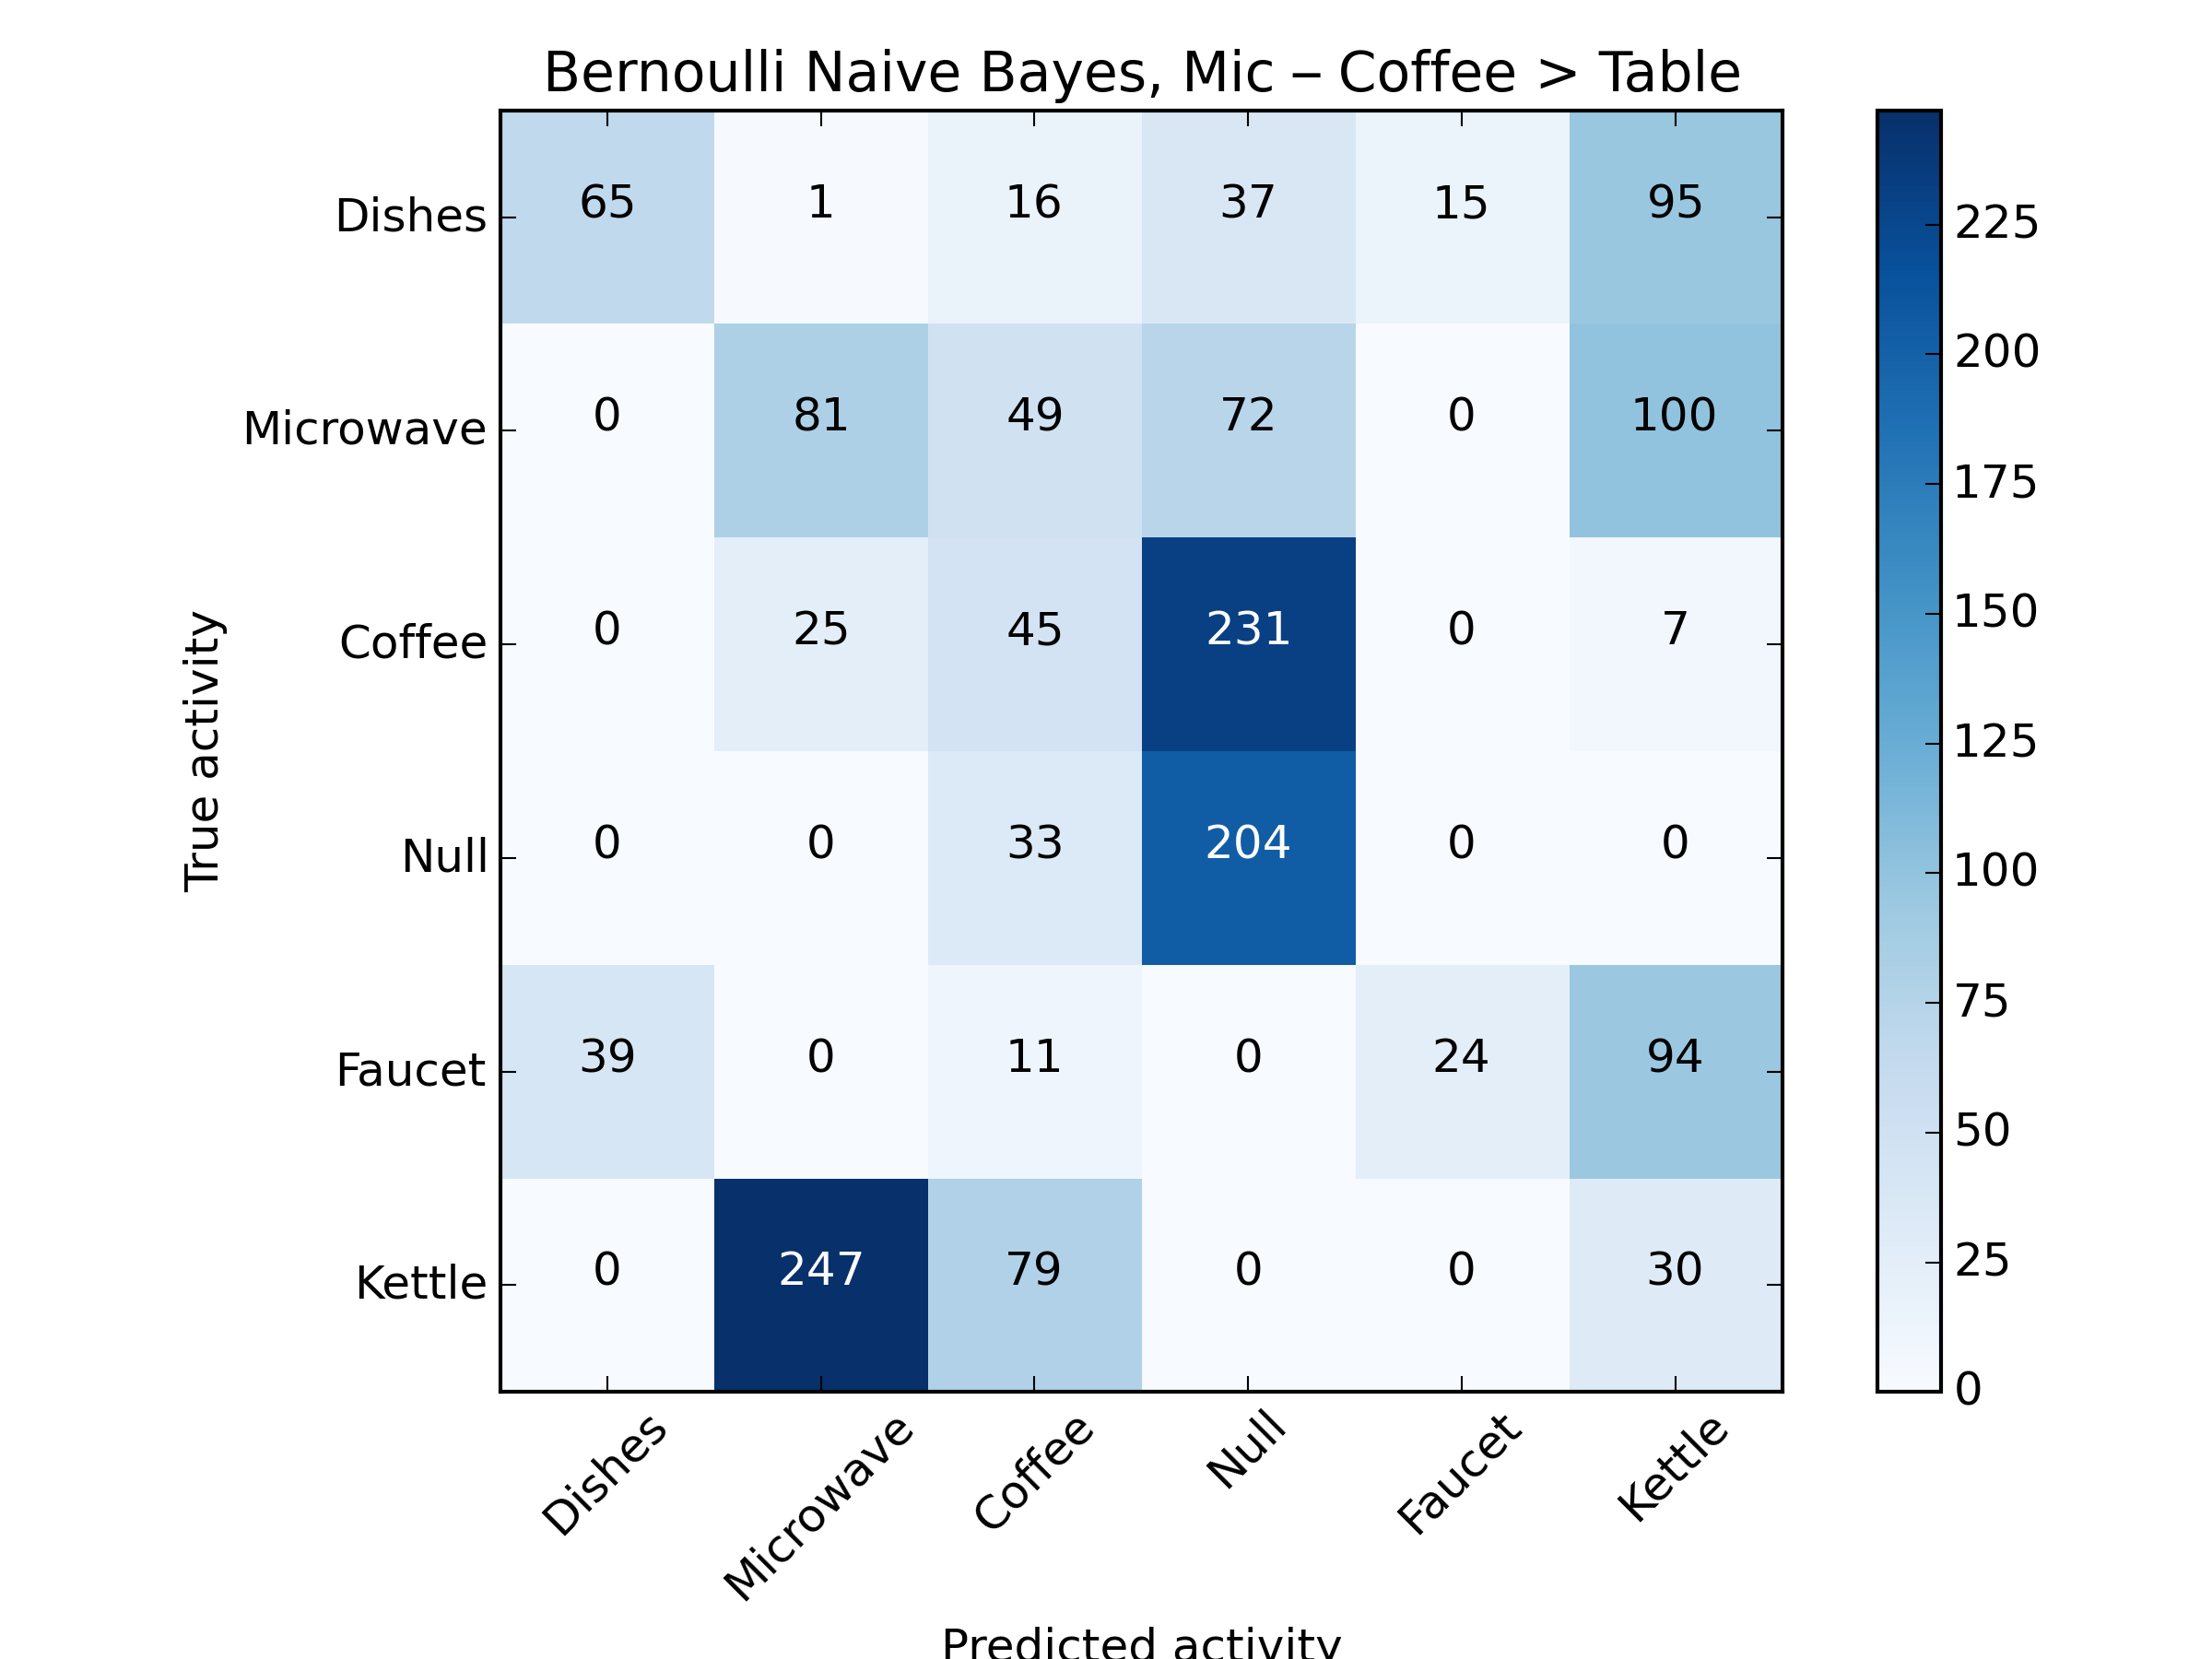 Bernoulli Naive Bayes, Mic – Coffee > Table
Dishes 65 1 16 37 15 95
Microwave 0 81 49 72 0 100
Coffee 0 25 45 231 0 7
Null 0 0 33 204 0 0
Faucet 39 0 11 0 24 94
Kettle 0 247 79 0 0 30
True activity
Dishes Microwave Coffee Null Faucet Kettle
Predicted activity
225
200
175
150
125
100
75
50
25
0